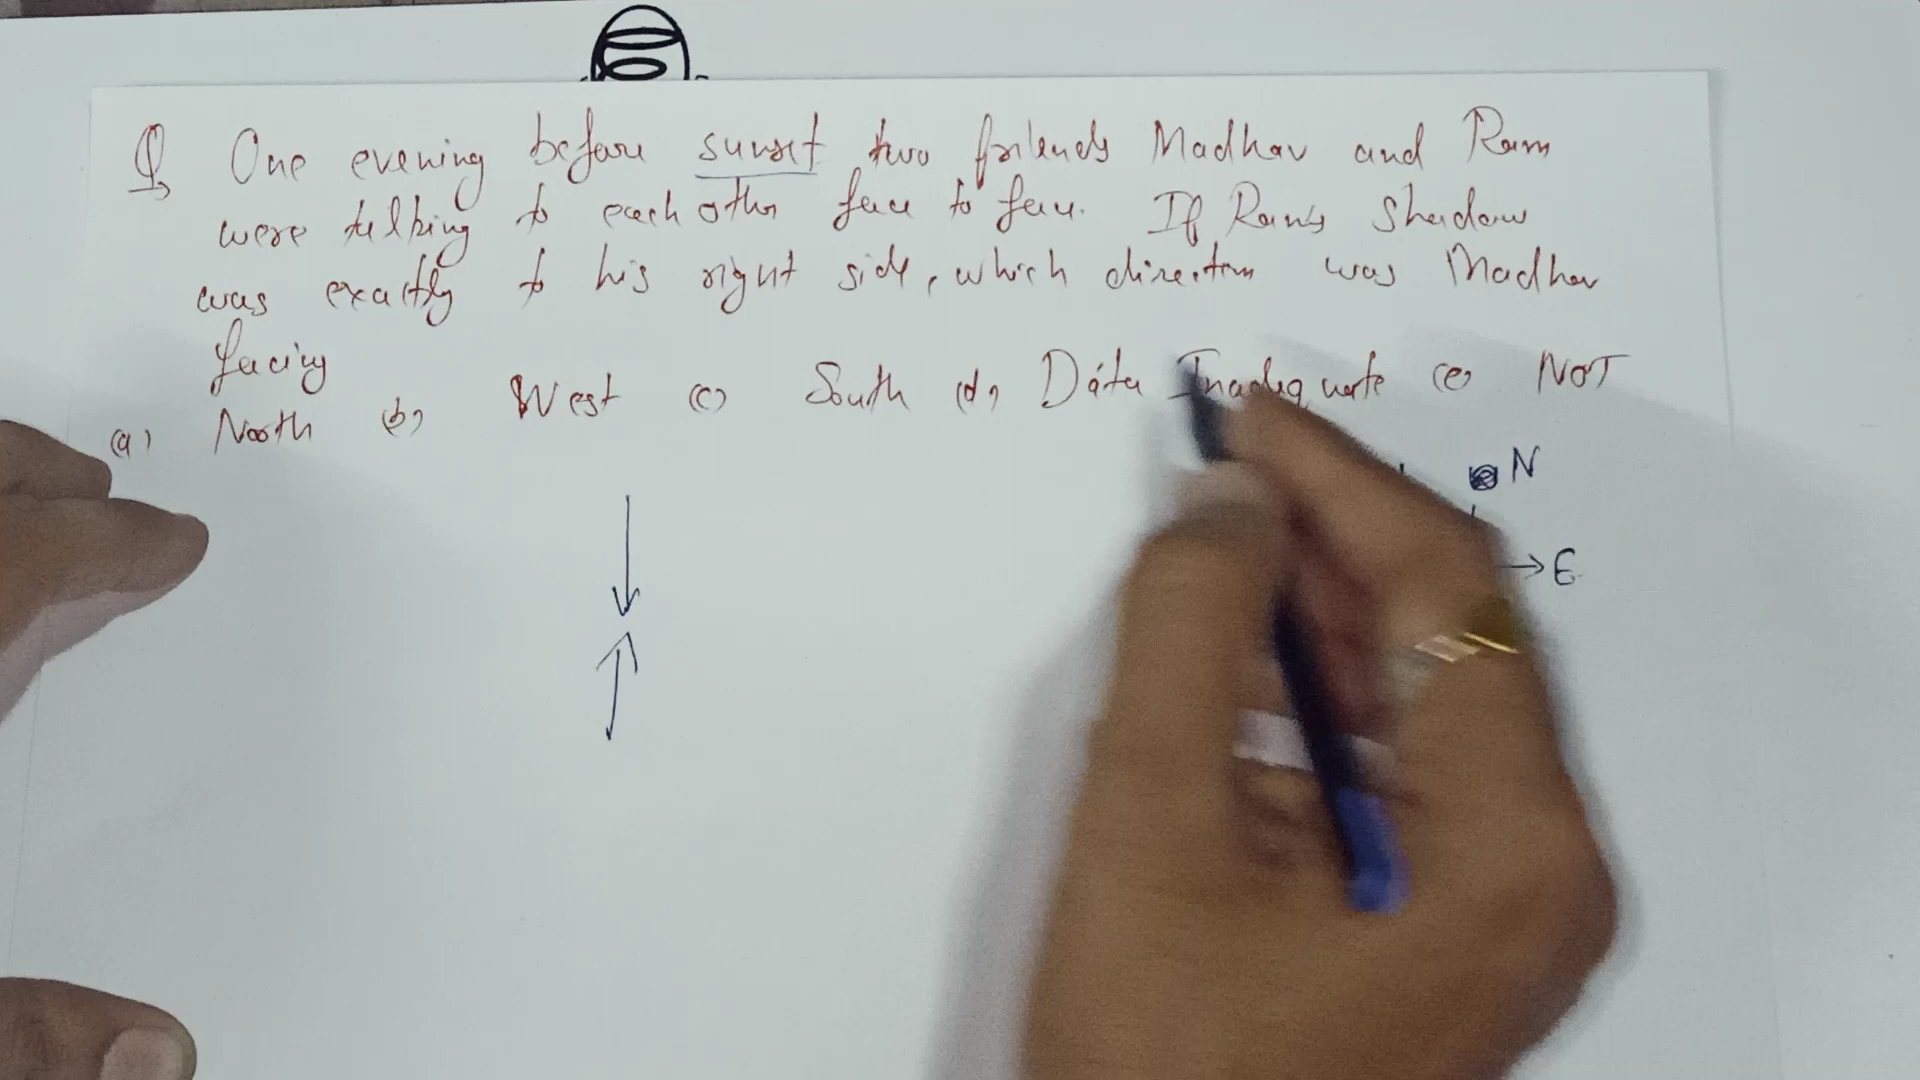 Q, One evening before sunset two friends Madhav and Ram
were talking to each other face to face. If Ram's Shadow
was exactly to his right side, which direction was Madhav
facing
(a) North (b) West (c) South (d) Data Inadequate (e) NOT
N
E